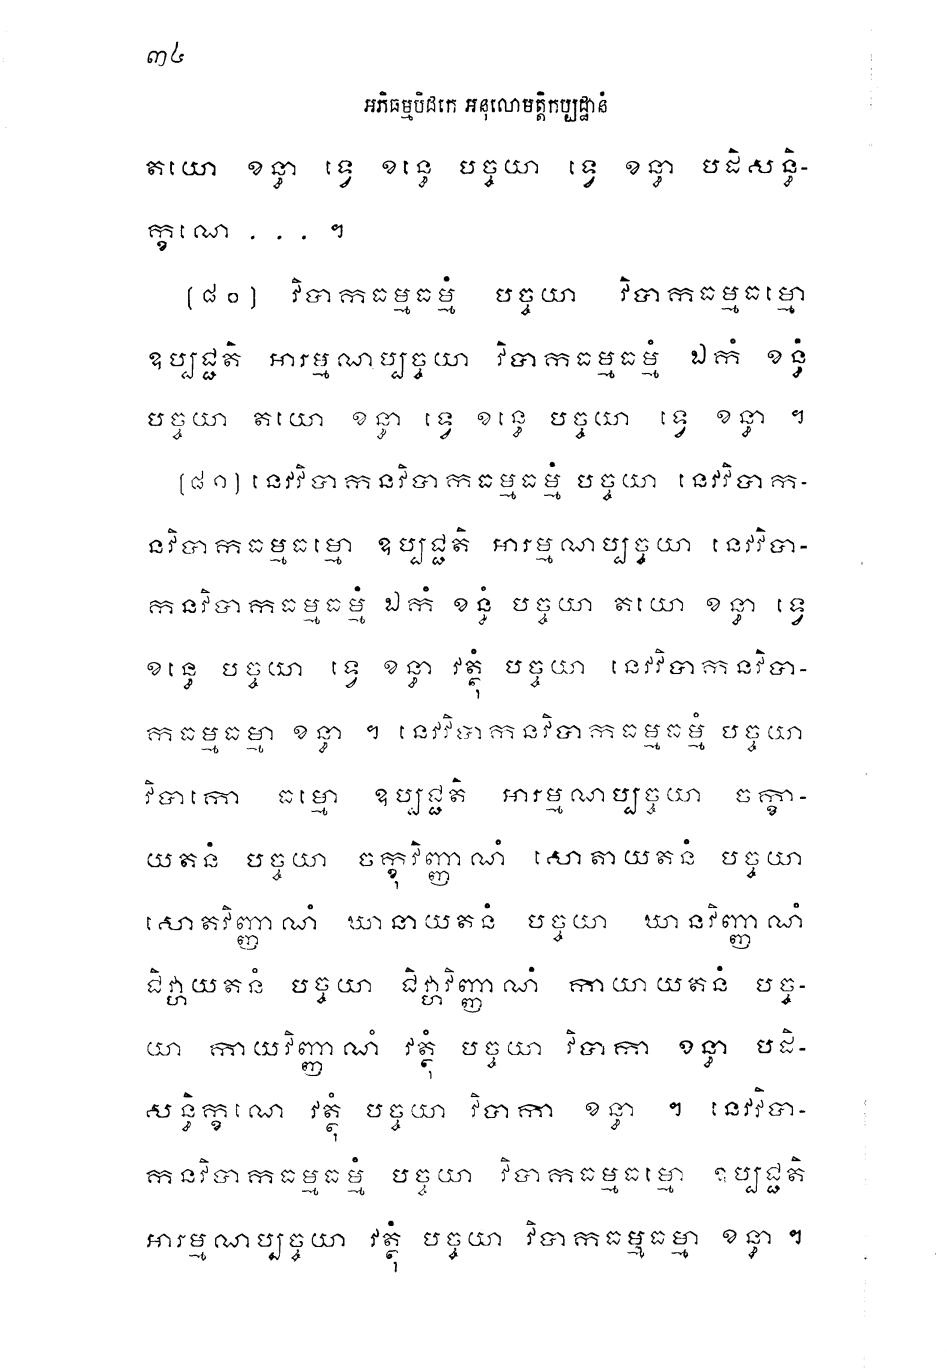 ៣៤
អភិធម្មបិដកេ អនុលោមត្តិកប្បដ្ឋានំ
តយោ ខន្ធា ទ្វេ ខន្ធេ បច្ចយា ទ្វេ ខន្ធា បដិសន្ធិ-
ក្ខណេ . . . ។
[៨០] វិបាកធម្មធម្មំ បច្ចយា វិបាកធម្មធម្មោ
ឧប្បជ្ជតិ អារម្មណប្បច្ចយា វិបាកធម្មធម្មំ ឯកំ ខន្ធំ
បច្ចយា តយោ ខន្ធា ទ្វេ ខន្ធេ បច្ចយា ទ្វេ ខន្ធា ។
[៨១] នេវវិបាកនវិបាកធម្មធម្មំ បច្ចយា នេវវិបាក-
នវិបាកធម្មធម្មោ ឧប្បជ្ជតិ អារម្មណប្បច្ចយា នេវវិបា-
កនវិបាកធម្មធម្មំ ឯកំ ខន្ធំ បច្ចយា តយោ ខន្ធា ទ្វេ
ខន្ធេ បច្ចយា ទ្វេ ខន្ធា វត្ថុំ បច្ចយា នេវវិបាកនវិបា-
កធម្មធម្មា ខន្ធា ។ នេវវិបាកនវិបាកធម្មធម្មំ បច្ចយា
វិបាកោ ធម្មោ ឧប្បជ្ជតិ អារម្មណប្បច្ចយា ចក្ខា-
យតនំ បច្ចយា ចក្ខុវិញ្ញាណំ សោតាយតនំ បច្ចយា
សោតវិញ្ញាណំ ឃានាយតនំ បច្ចយា ឃានវិញ្ញាណំ
ជិវ្ហាយតនំ បច្ចយា ជិវ្ហាវិញ្ញាណំ កាយាយតនំ បច្ច-
យា កាយវិញ្ញាណំ វត្ថុំ បច្ចយា វិបាកា ខន្ធា បដិ-
សន្ធិក្ខណេ វត្ថុំ បច្ចយា វិបាកា ខន្ធា ។ នេវវិបា-
កនវិបាកធម្មធម្មំ បច្ចយា វិបាកធម្មធម្មោ ឧប្បជ្ជតិ
អារម្មណប្បច្ចយា វត្ថុំ បច្ចយា វិបាកធម្មធម្មា ខន្ធា ។